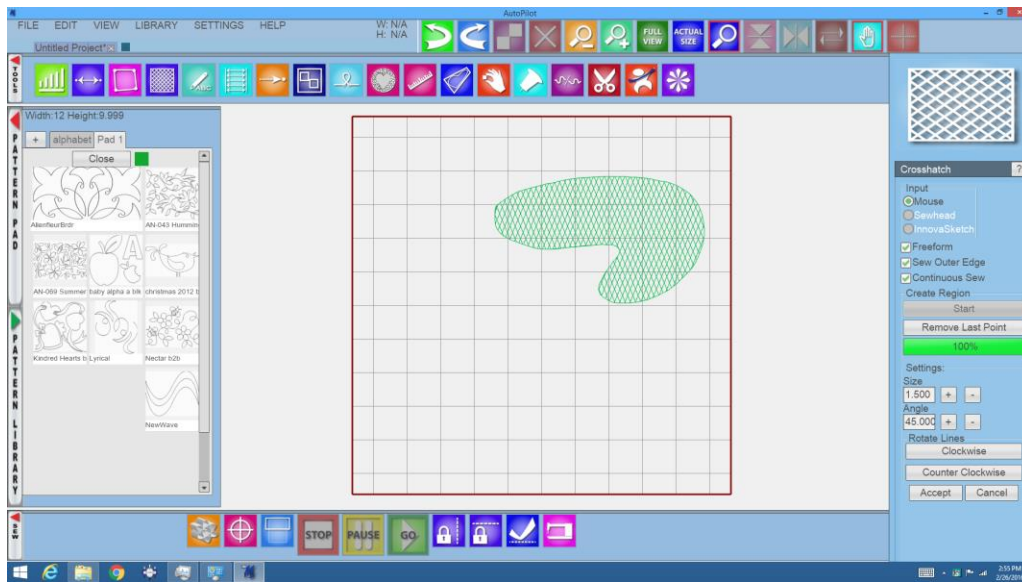 AutoPilot
FILE EDIT VIEW LIBRARY SETTINGS HELP
W: N/A
H: N/A
FULL VIEW
ACTUAL SIZE
Untitled Project*
TOOLS
ABC
Width:12 Height:9.999
+ alphabet Pad 1
Close
PATTERN PAD
AlienfleurBrdr
AN-043 Hummin
AN-069 Summer
baby alpha a blk
christmas 2012 b
Kindred Hearts b
Lyrical
Nectar b2b
NewWave
PATTERN LIBRARY
Crosshatch ?
Input
Mouse
Sewhead
InnovaSketch
Freeform
Sew Outer Edge
Continuous Sew
Create Region
Start
Remove Last Point
100%
Settings:
Size
1.500 + -
Angle
45.000 + -
Rotate Lines
Clockwise
Counter Clockwise
Accept Cancel
SEW
STOP
PAUSE
GO
2:55 PM